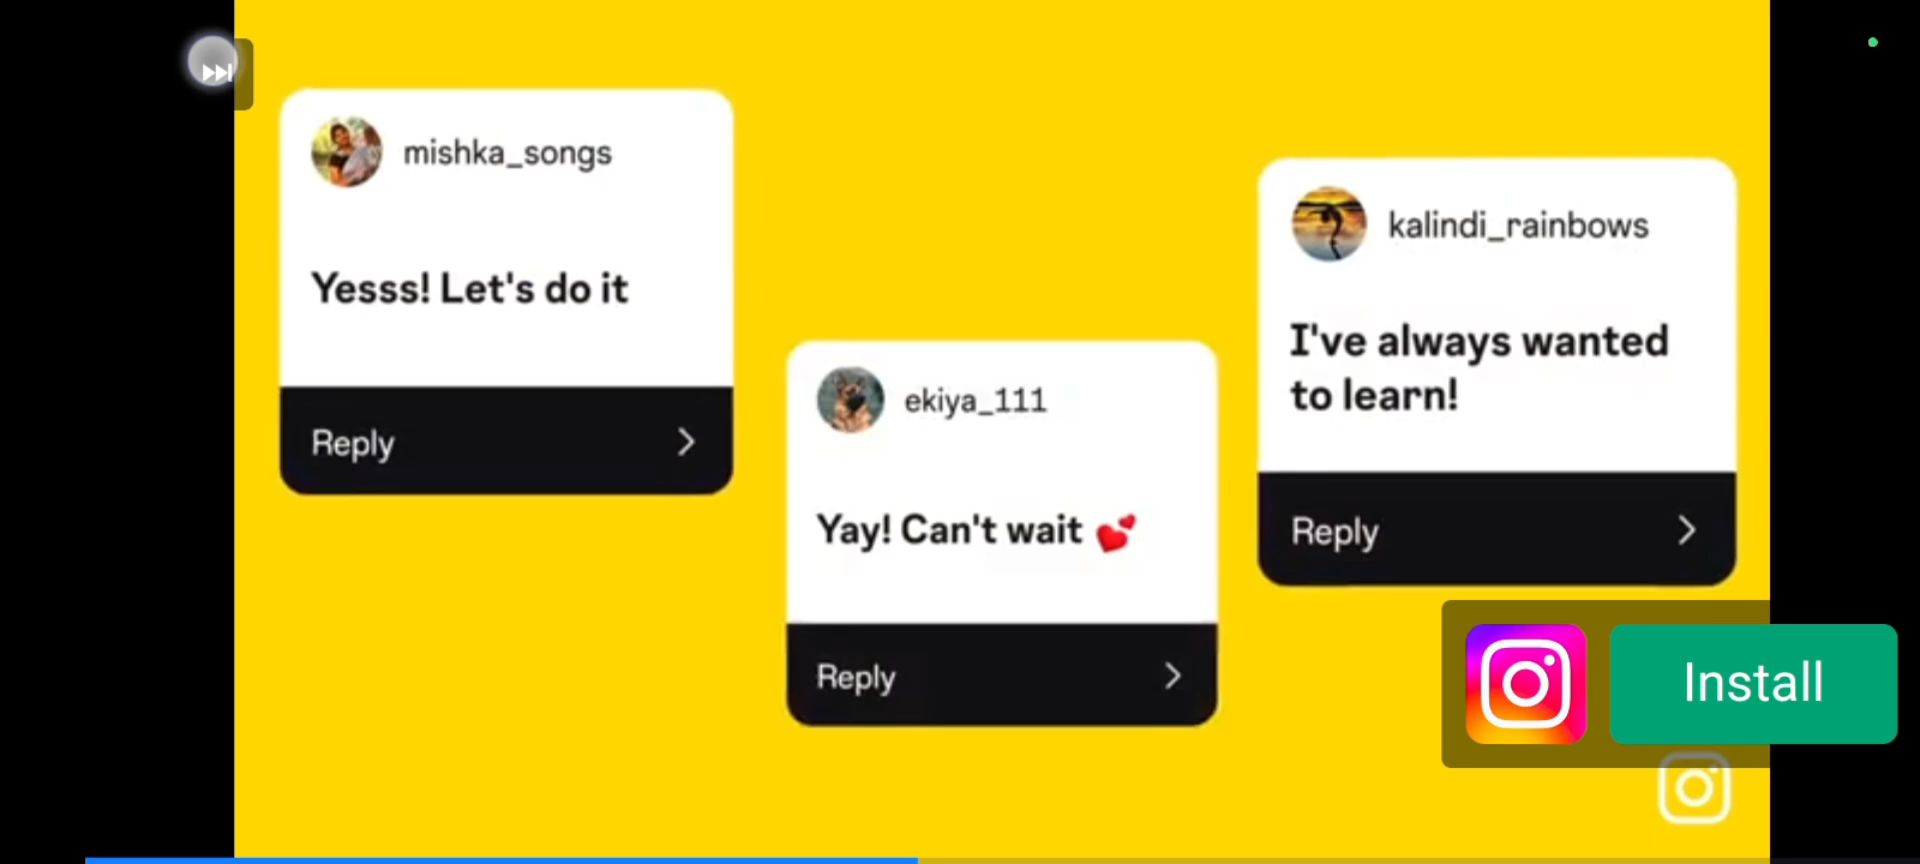 mishka_songs
Yesss! Let's do it
Reply
ekiya_111
Yay! Can't wait 💕
Reply
kalindi_rainbows
I've always wanted
to learn!
Reply
Install